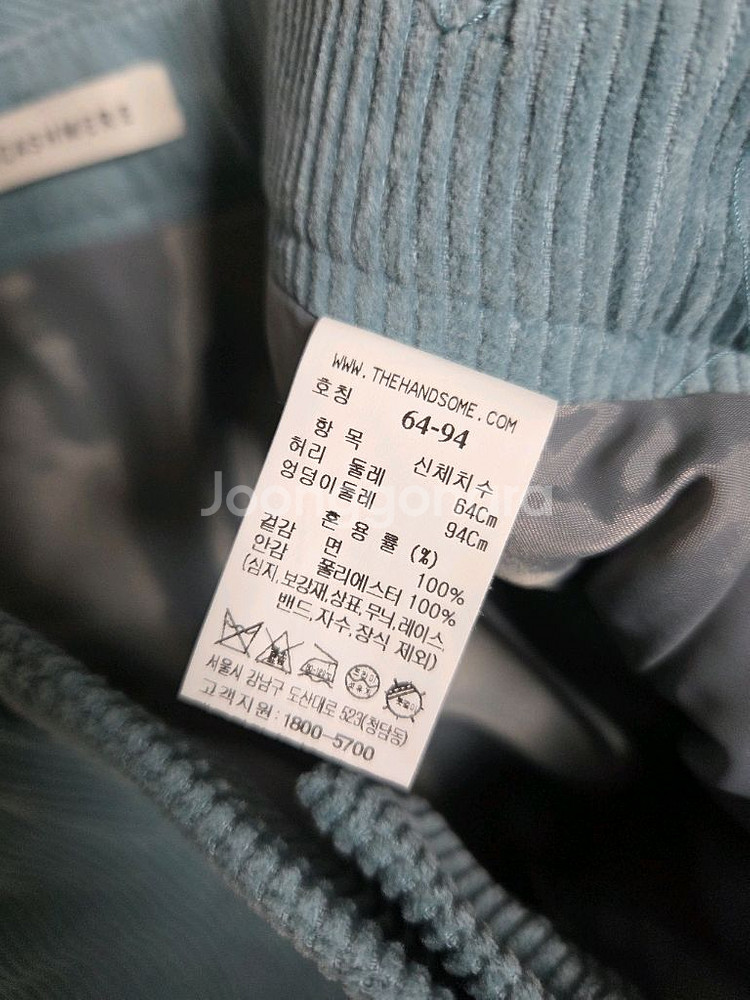 CASHMERE
WWW.THEHANDSOME.COM
호칭 64-94
항 목 신체치수
허리 둘레 64Cm
엉덩이둘레 94Cm
혼 용 률 (%)
겉감 면 100%
안감 폴리에스터 100%
(심지,보강재,상표,무늬,레이스,
밴드,자수,장식 제외)
서울시 강남구 도산대로 523(청담동)
고객지원 : 1800-5700
Joonggonara